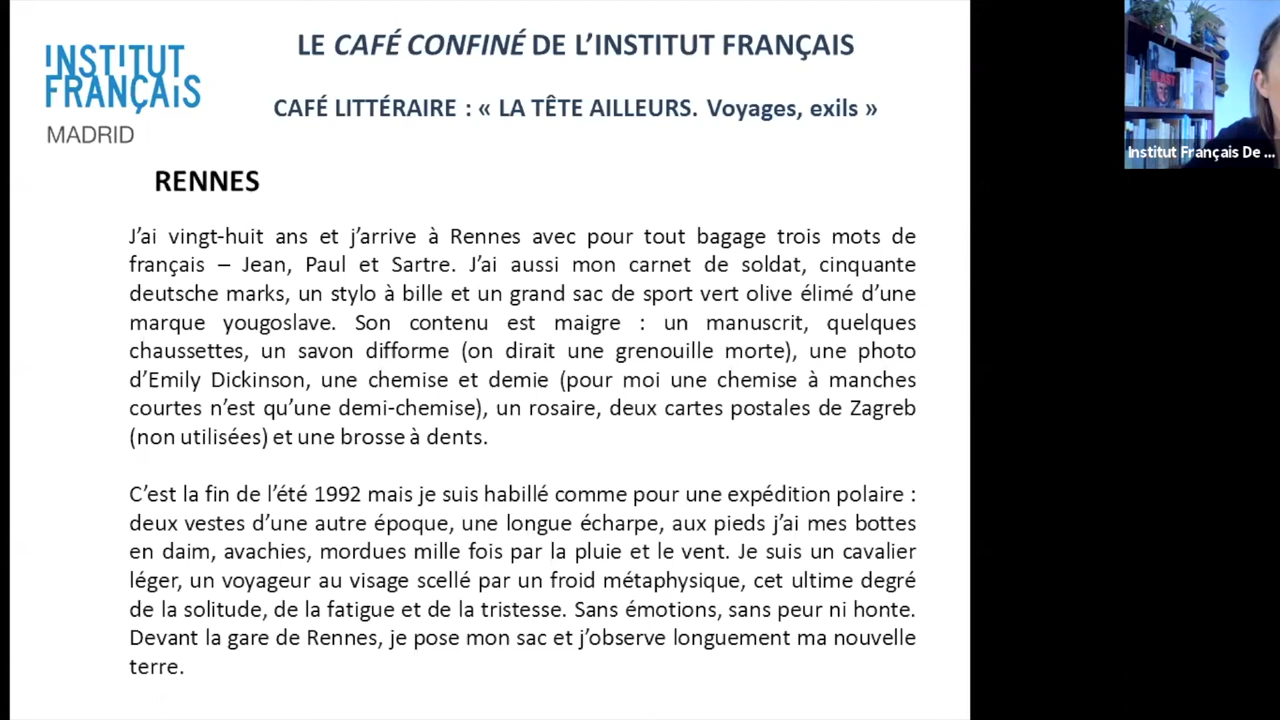 INSTITUT
FRANÇAIS
MADRID
LE CAFÉ CONFINÉ DE L’INSTITUT FRANÇAIS
CAFÉ LITTÉRAIRE : « LA TÊTE AILLEURS. Voyages, exils »
RENNES
J’ai vingt-huit ans et j’arrive à Rennes avec pour tout bagage trois mots de
français – Jean, Paul et Sartre. J’ai aussi mon carnet de soldat, cinquante
deutsche marks, un stylo à bille et un grand sac de sport vert olive élimé d’une
marque yougoslave. Son contenu est maigre : un manuscrit, quelques
chaussettes, un savon difforme (on dirait une grenouille morte), une photo
d’Emily Dickinson, une chemise et demie (pour moi une chemise à manches
courtes n’est qu’une demi-chemise), un rosaire, deux cartes postales de Zagreb
(non utilisées) et une brosse à dents.
C’est la fin de l’été 1992 mais je suis habillé comme pour une expédition polaire :
deux vestes d’une autre époque, une longue écharpe, aux pieds j’ai mes bottes
en daim, avachies, mordues mille fois par la pluie et le vent. Je suis un cavalier
léger, un voyageur au visage scellé par un froid métaphysique, cet ultime degré
de la solitude, de la fatigue et de la tristesse. Sans émotions, sans peur ni honte.
Devant la gare de Rennes, je pose mon sac et j’observe longuement ma nouvelle
terre.
BLAST
Institut Français De ...